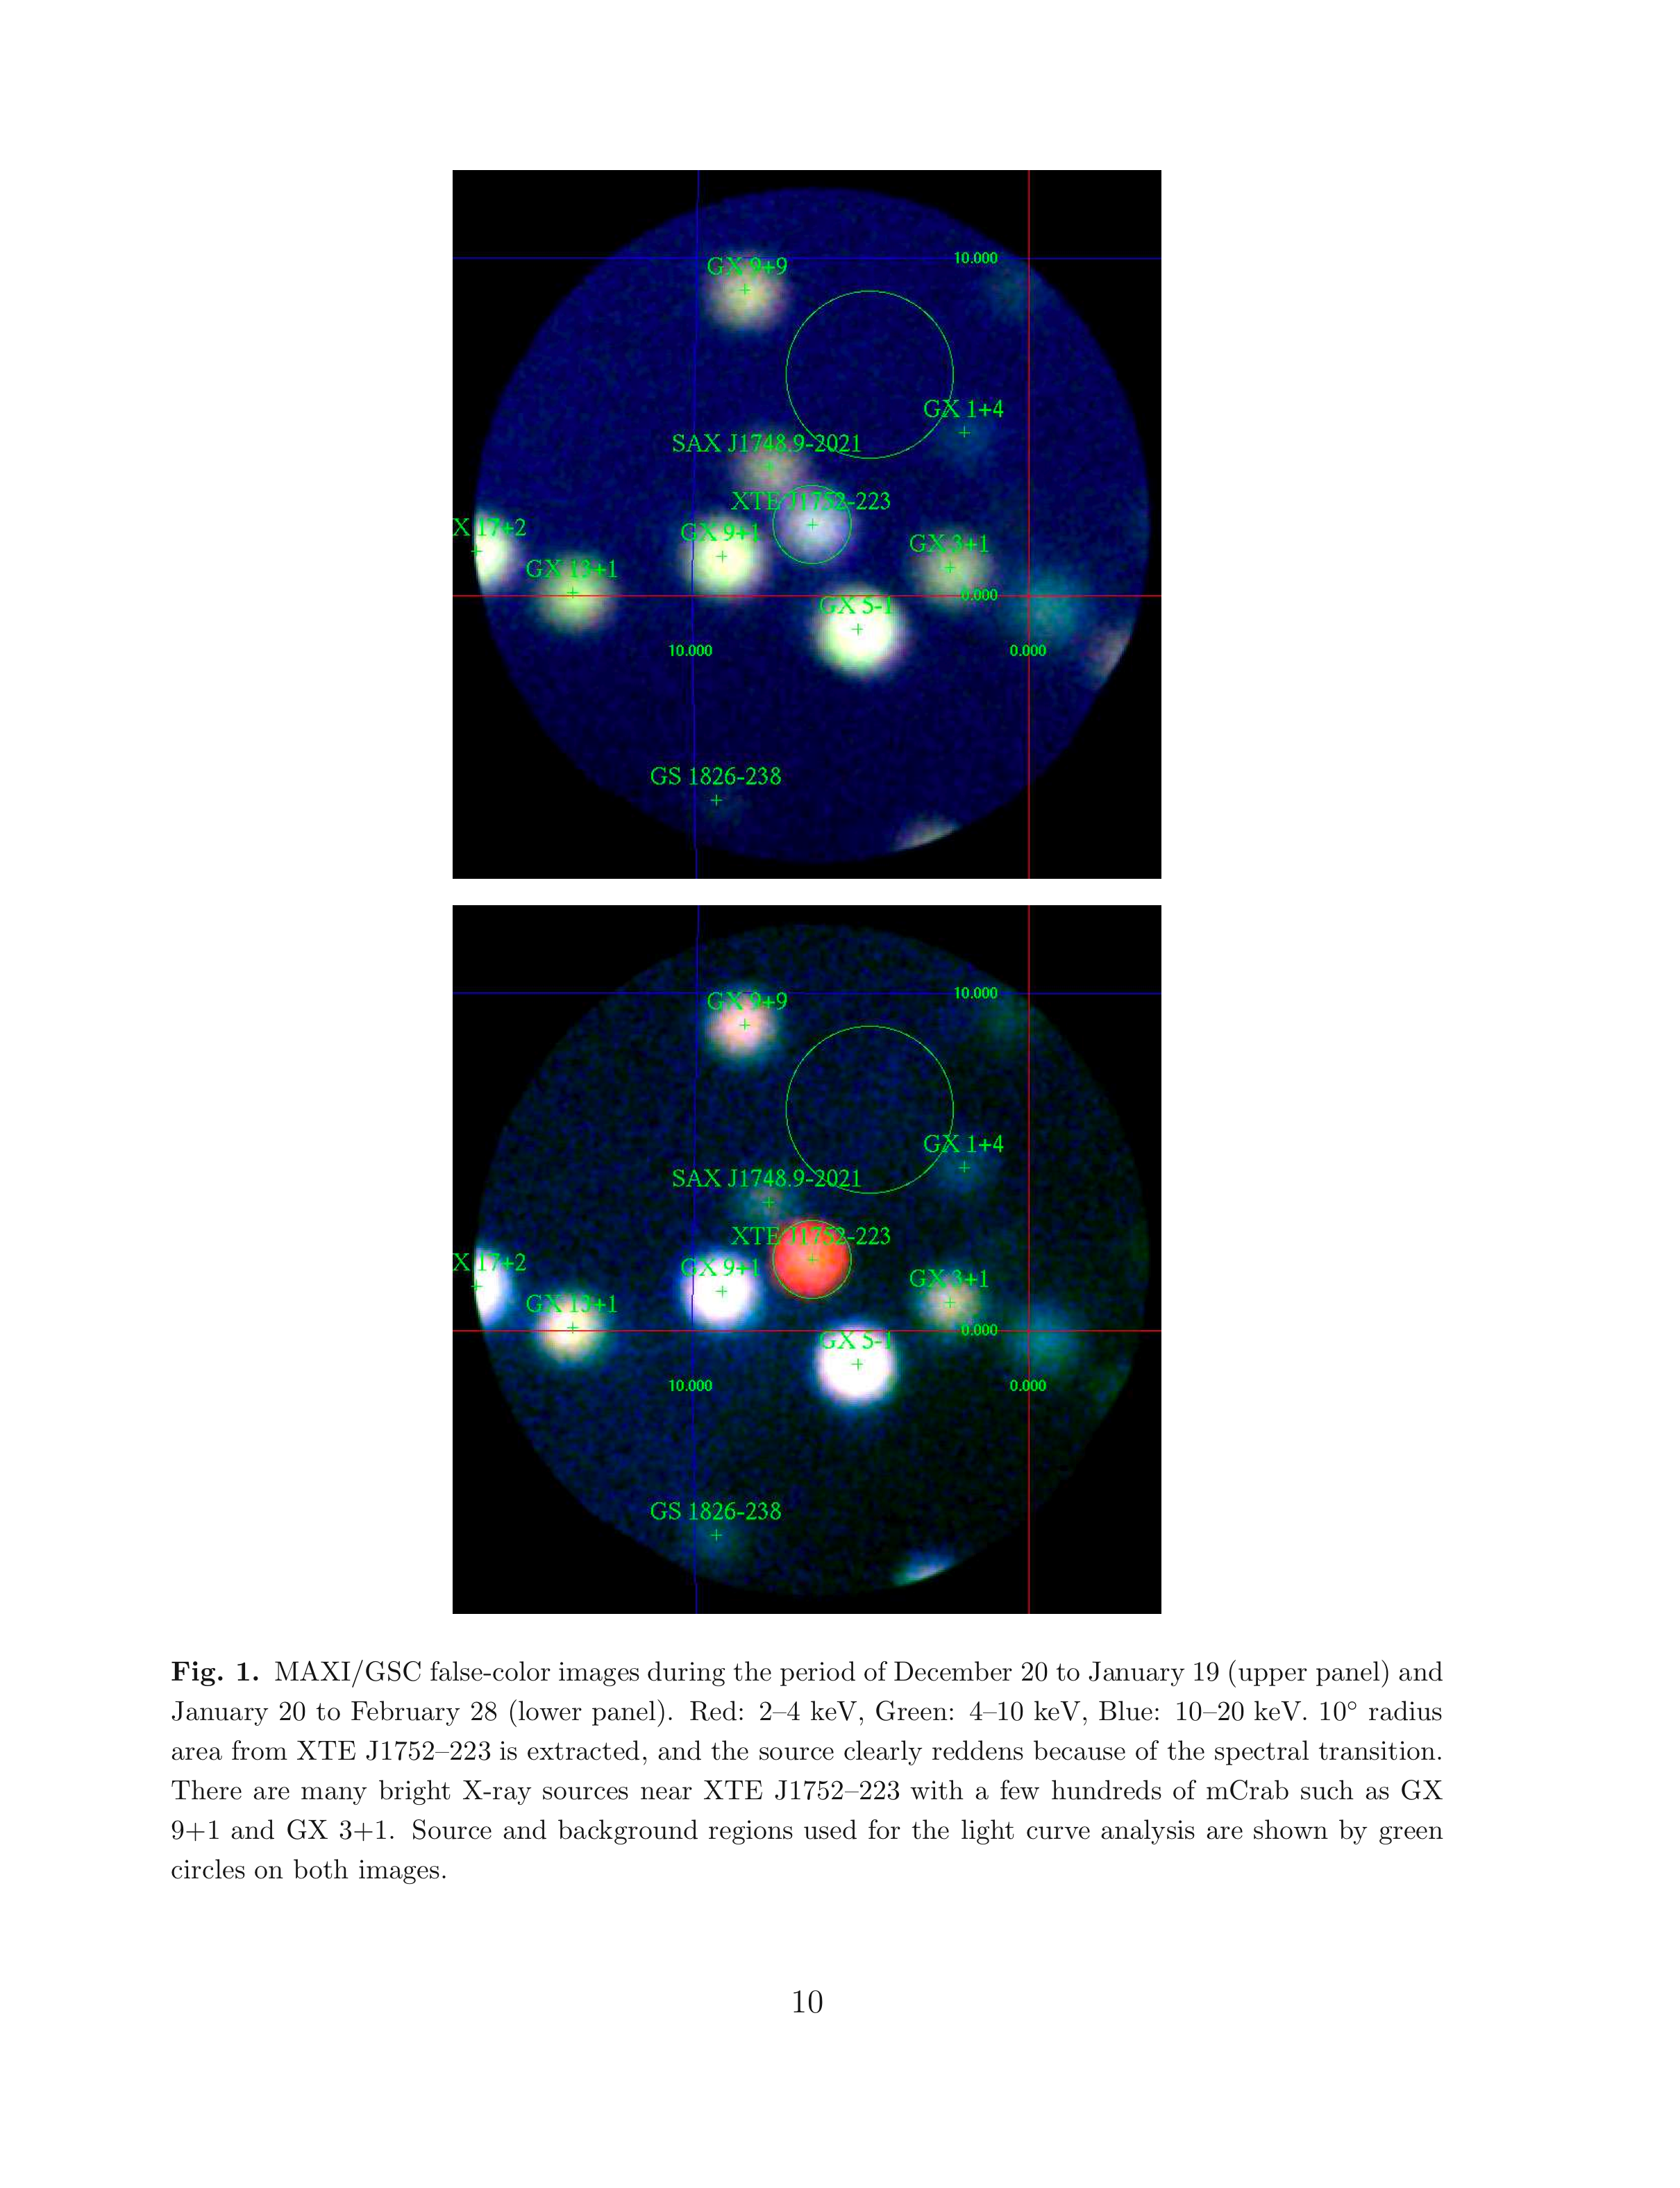 GX 9+9
10.000
GX 1+4
SAX J1748.9-2021
XTE J1752-223
X 17+2
GX 9+1
GX 3+1
GX 13+1
0.000
GX 5-1
10.000
0.000
GS 1826-238
GX 9+9
10.000
GX 1+4
SAX J1748.9-2021
XTE J1752-223
X 17+2
GX 9+1
GX 3+1
GX 13+1
0.000
GX 5-1
10.000
0.000
GS 1826-238
Fig. 1. MAXI/GSC false-color images during the period of December 20 to January 19 (upper panel) and
January 20 to February 28 (lower panel). Red: 2–4 keV, Green: 4–10 keV, Blue: 10–20 keV. 10° radius
area from XTE J1752–223 is extracted, and the source clearly reddens because of the spectral transition.
There are many bright X-ray sources near XTE J1752–223 with a few hundreds of mCrab such as GX
9+1 and GX 3+1. Source and background regions used for the light curve analysis are shown by green
circles on both images.
10